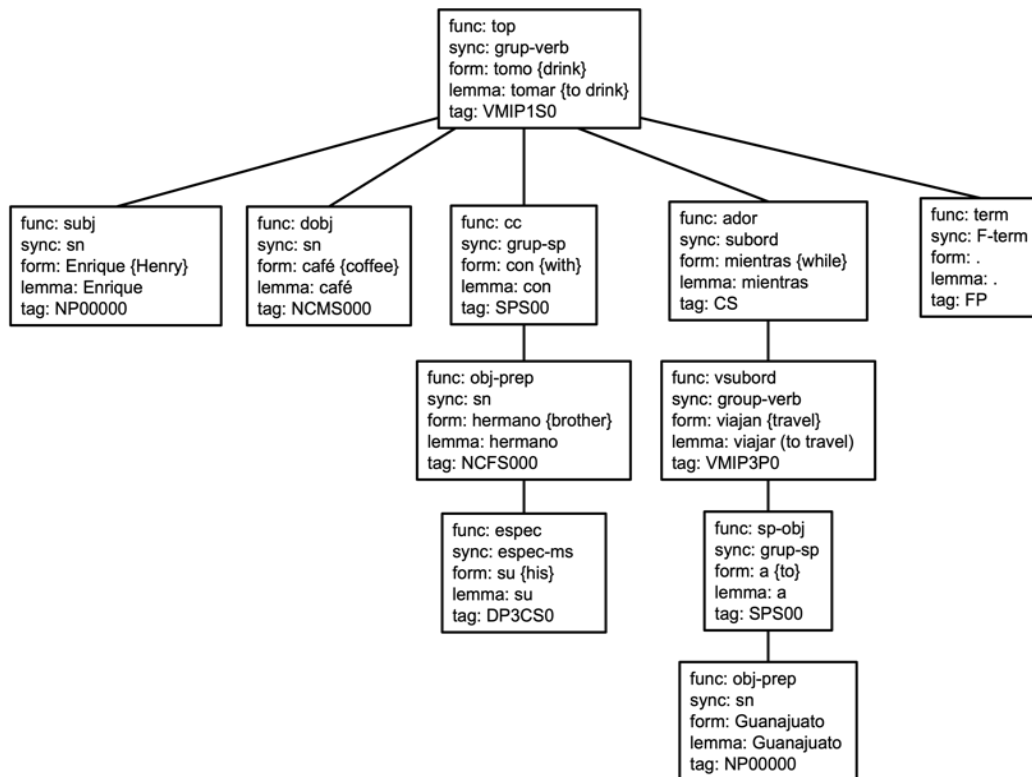 func: top
sync: grup-verb
form: tomo {drink}
lemma: tomar {to drink}
tag: VMIP1S0
func: subj
sync: sn
form: Enrique {Henry}
lemma: Enrique
tag: NP00000
func: dobj
sync: sn
form: café {coffee}
lemma: café
tag: NCMS000
func: cc
sync: grup-sp
form: con {with}
lemma: con
tag: SPS00
func: ador
sync: subord
form: mientras {while}
lemma: mientras
tag: CS
func: term
sync: F-term
form: .
lemma: .
tag: FP
func: obj-prep
sync: sn
form: hermano {brother}
lemma: hermano
tag: NCFS000
func: vsubord
sync: group-verb
form: viajan {travel}
lemma: viajar (to travel)
tag: VMIP3P0
func: espec
sync: espec-ms
form: su {his}
lemma: su
tag: DP3CS0
func: sp-obj
sync: grup-sp
form: a {to}
lemma: a
tag: SPS00
func: obj-prep
sync: sn
form: Guanajuato
lemma: Guanajuato
tag: NP00000